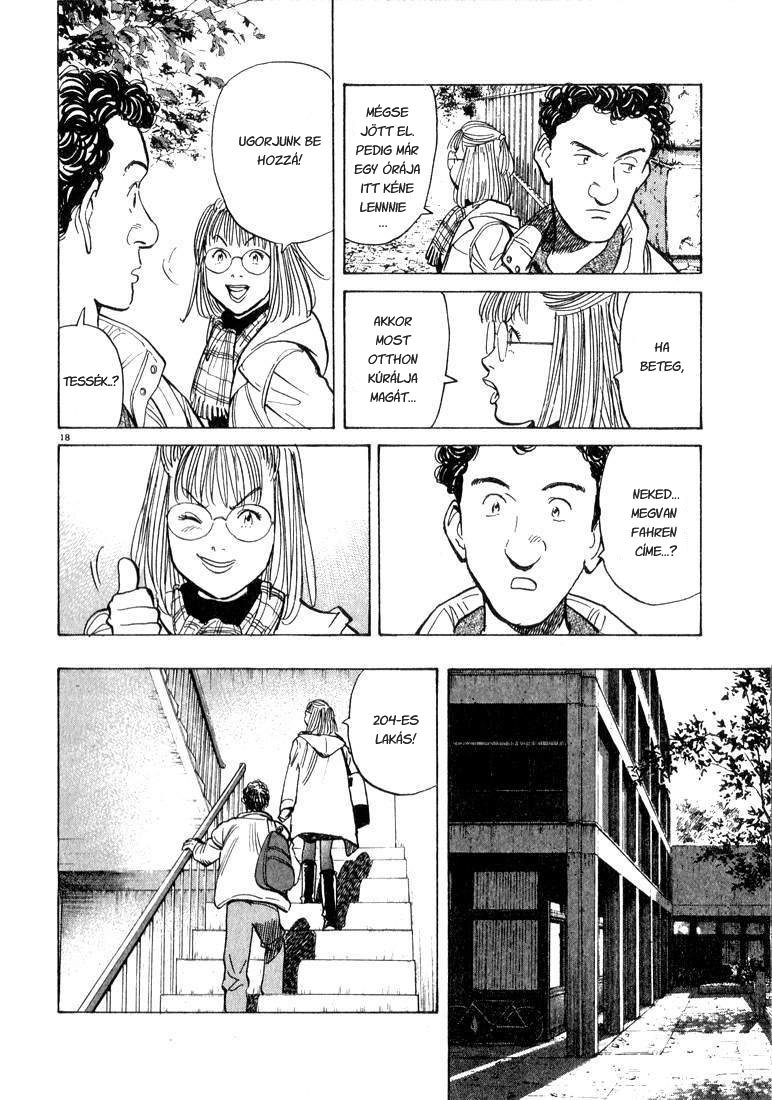 MÉGSE
JÖTT EL.
PEDIG MÁR
EGY ÓRÁJA
ITT KÉNE
LENNNIE
...
HA
BETEG,
AKKOR
MOST
OTTHON
KÚRÁLJA
MAGÁT...
UGORJUNK BE
HOZZÁ!
TESSÉK..?
18
NEKED...
MEGVAN
FAHREN
CÍME...?
204-ES
LAKÁS!